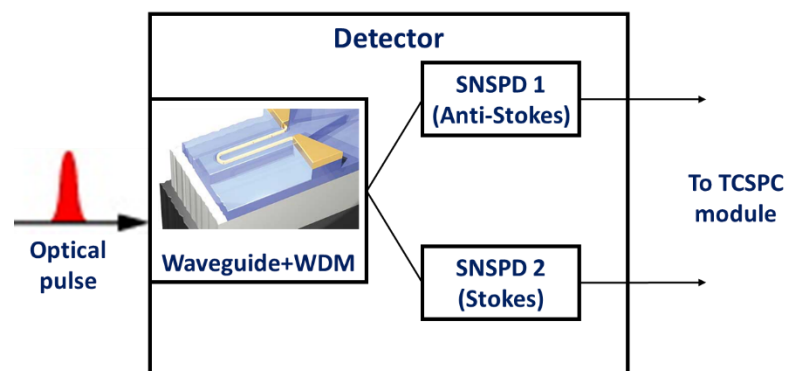 Detector
SNSPD 1
(Anti-Stokes)
To TCSPC
module
Optical
pulse
Waveguide+WDM
SNSPD 2
(Stokes)